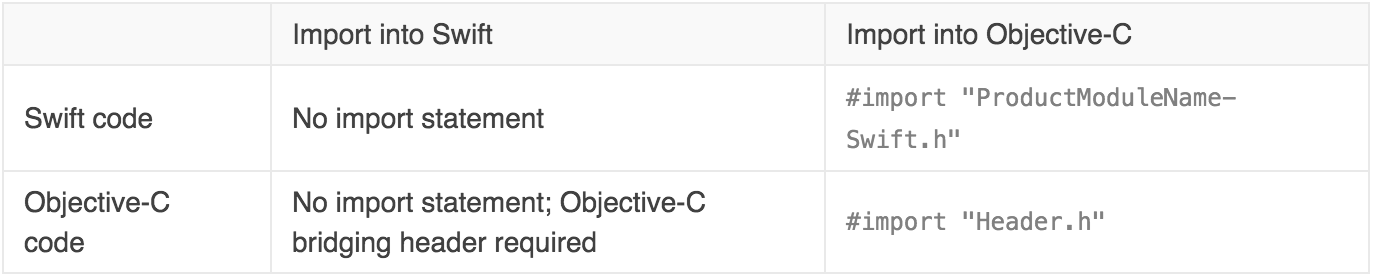 Import into Swift
Import into Objective-C
Swift code
No import statement
#import "ProductModuleName-
Swift.h"
Objective-C
code
No import statement; Objective-C
bridging header required
#import "Header.h"